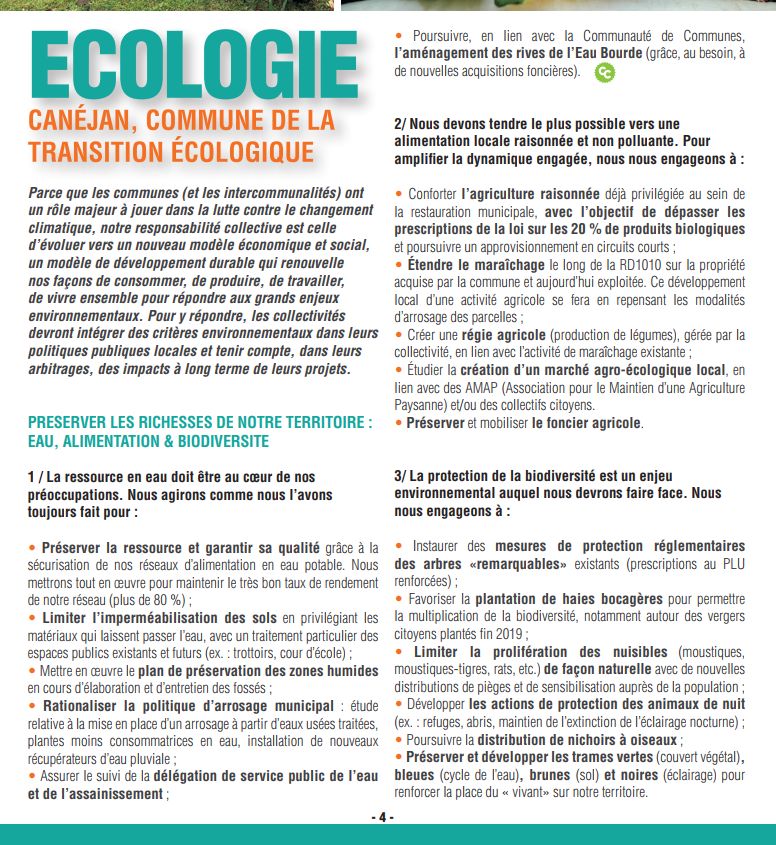 ECOLOGIE
CANÉJAN, COMMUNE DE LA
TRANSITION ÉCOLOGIQUE
Parce que les communes (et les intercommunalités) ont
un rôle majeur à jouer dans la lutte contre le changement
climatique, notre responsabilité collective est celle
d'évoluer vers un nouveau modèle économique et social,
un modèle de développement durable qui renouvelle
nos façons de consommer, de produire, de travailler,
de vivre ensemble pour répondre aux grands enjeux
environnementaux. Pour y répondre, les collectivités
devront intégrer des critères environnementaux dans leurs
politiques publiques locales et tenir compte, dans leurs
arbitrages, des impacts à long terme de leurs projets.
PRESERVER LES RICHESSES DE NOTRE TERRITOIRE :
EAU, ALIMENTATION & BIODIVERSITE
1 / La ressource en eau doit être au cœur de nos
préoccupations. Nous agirons comme nous l'avons
toujours fait pour :
• Préserver la ressource et garantir sa qualité grâce à la
sécurisation de nos réseaux d'alimentation en eau potable. Nous
mettrons tout en œuvre pour maintenir le très bon taux de rendement
de notre réseau (plus de 80 %) ;
• Limiter l'imperméabilisation des sols en privilégiant les
matériaux qui laissent passer l'eau, avec un traitement particulier des
espaces publics existants et futurs (ex. : trottoirs, cour d'école) ;
• Mettre en œuvre le plan de préservation des zones humides
en cours d'élaboration et d'entretien des fossés ;
• Rationaliser la politique d'arrosage municipal : étude
relative à la mise en place d'un arrosage à partir d'eaux usées traitées,
plantes moins consommatrices en eau, installation de nouveaux
récupérateurs d'eau pluviale ;
• Assurer le suivi de la délégation de service public de l'eau
et de l'assainissement ;
• Poursuivre, en lien avec la Communauté de Communes,
l'aménagement des rives de l'Eau Bourde (grâce, au besoin, à
de nouvelles acquisitions foncières). CC
2/ Nous devons tendre le plus possible vers une
alimentation locale raisonnée et non polluante. Pour
amplifier la dynamique engagée, nous nous engageons à :
• Conforter l'agriculture raisonnée déjà privilégiée au sein de
la restauration municipale, avec l'objectif de dépasser les
prescriptions de la loi sur les 20 % de produits biologiques
et poursuivre un approvisionnement en circuits courts ;
• Étendre le maraîchage le long de la RD1010 sur la propriété
acquise par la commune et aujourd'hui exploitée. Ce développement
local d'une activité agricole se fera en repensant les modalités
d'arrosage des parcelles ;
• Créer une régie agricole (production de légumes), gérée par la
collectivité, en lien avec l'activité de maraîchage existante ;
• Étudier la création d'un marché agro-écologique local, en
lien avec des AMAP (Association pour le Maintien d'une Agriculture
Paysanne) et/ou des collectifs citoyens.
• Préserver et mobiliser le foncier agricole.
3/ La protection de la biodiversité est un enjeu
environnemental auquel nous devrons faire face. Nous
nous engageons à :
• Instaurer des mesures de protection réglementaires
des arbres «remarquables» existants (prescriptions au PLU
renforcées) ;
• Favoriser la plantation de haies bocagères pour permettre
la multiplication de la biodiversité, notamment autour des vergers
citoyens plantés fin 2019 ;
• Limiter la prolifération des nuisibles (moustiques,
moustiques-tigres, rats, etc.) de façon naturelle avec de nouvelles
distributions de pièges et de sensibilisation auprès de la population ;
• Développer les actions de protection des animaux de nuit
(ex. : refuges, abris, maintien de l'extinction de l'éclairage nocturne) ;
• Poursuivre la distribution de nichoirs à oiseaux ;
• Préserver et développer les trames vertes (couvert végétal),
bleues (cycle de l'eau), brunes (sol) et noires (éclairage) pour
renforcer la place du « vivant» sur notre territoire.
- 4 -